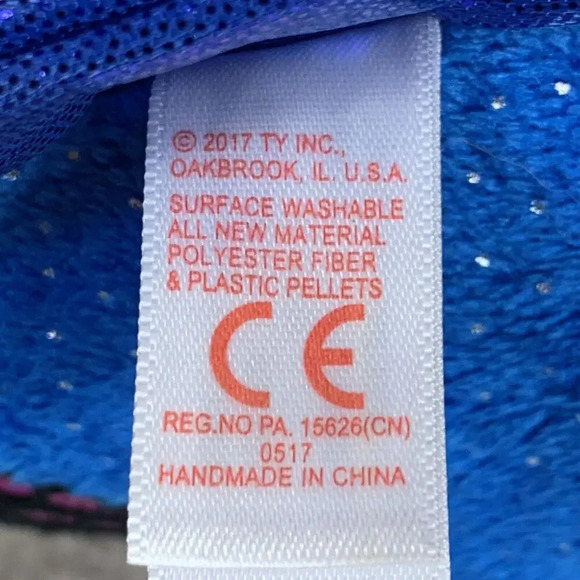 © 2017 TY INC.,
OAKBROOK, IL. U.S.A.
SURFACE WASHABLE
ALL NEW MATERIAL
POLYESTER FIBER
& PLASTIC PELLETS
CE
REG.NO PA. 15626(CN)
0517
HANDMADE IN CHINA